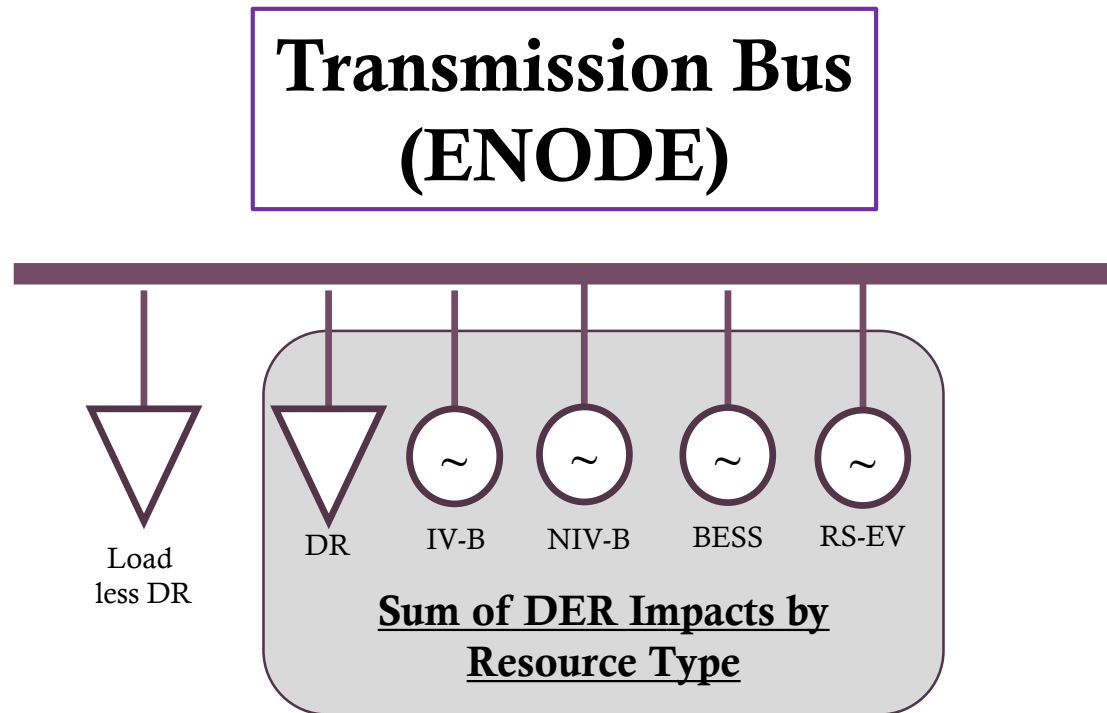 Transmission Bus
(ENODE)
~
~
~
~
Load
less DR
DR
IV-B
NIV-B
BESS
RS-EV
Sum of DER Impacts by
Resource Type